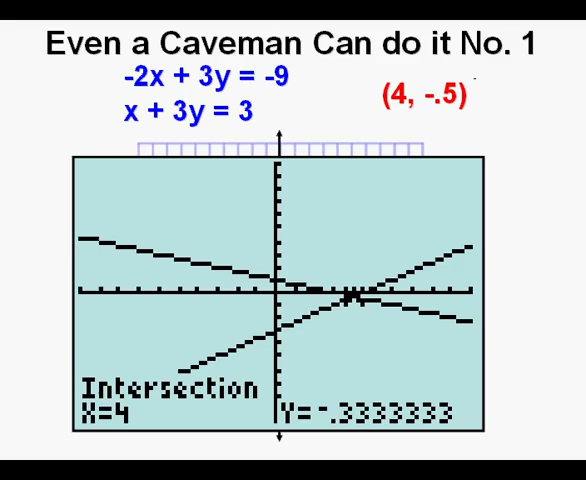 Even a Caveman Can do it No. 1
-2x + 3y = -9
x + 3y = 3
(4, -.5)
Intersection
X=4 Y=-.3333333